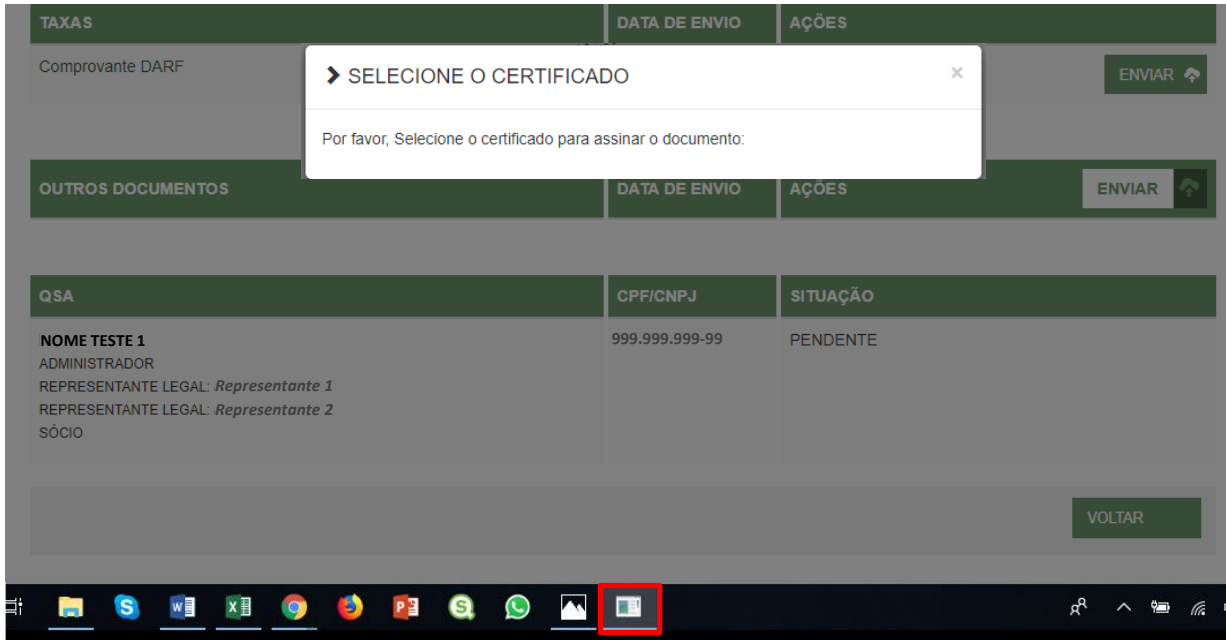 TAXAS DATA DE ENVIO AÇÕES
Comprovante DARF ENVIAR
SELECIONE O CERTIFICADO ×
Por favor, Selecione o certificado para assinar o documento:
OUTROS DOCUMENTOS DATA DE ENVIO AÇÕES ENVIAR
QSA CPF/CNPJ SITUAÇÃO
NOME TESTE 1 999.999.999-99 PENDENTE
ADMINISTRADOR
REPRESENTANTE LEGAL: Representante 1
REPRESENTANTE LEGAL: Representante 2
SÓCIO
VOLTAR